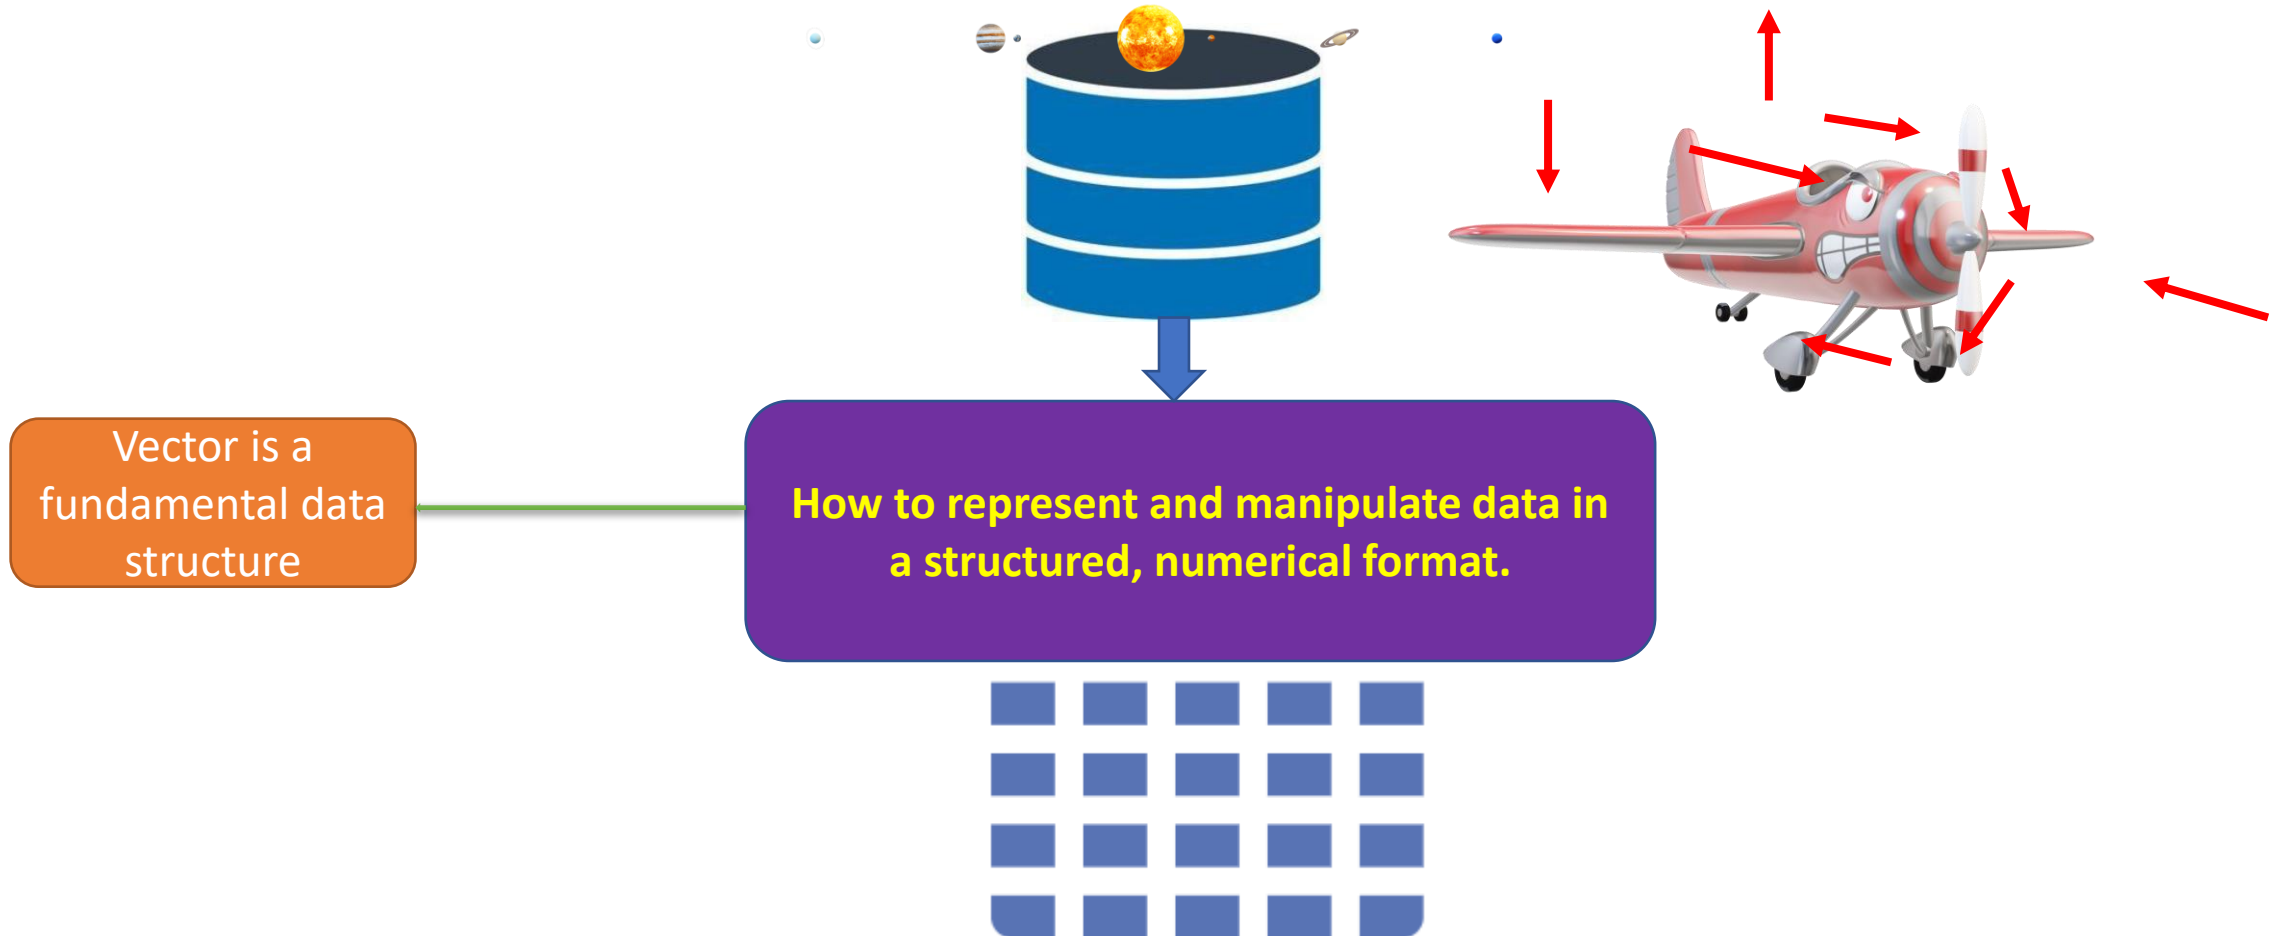 Vector is a
fundamental data
structure
How to represent and manipulate data in
a structured, numerical format.